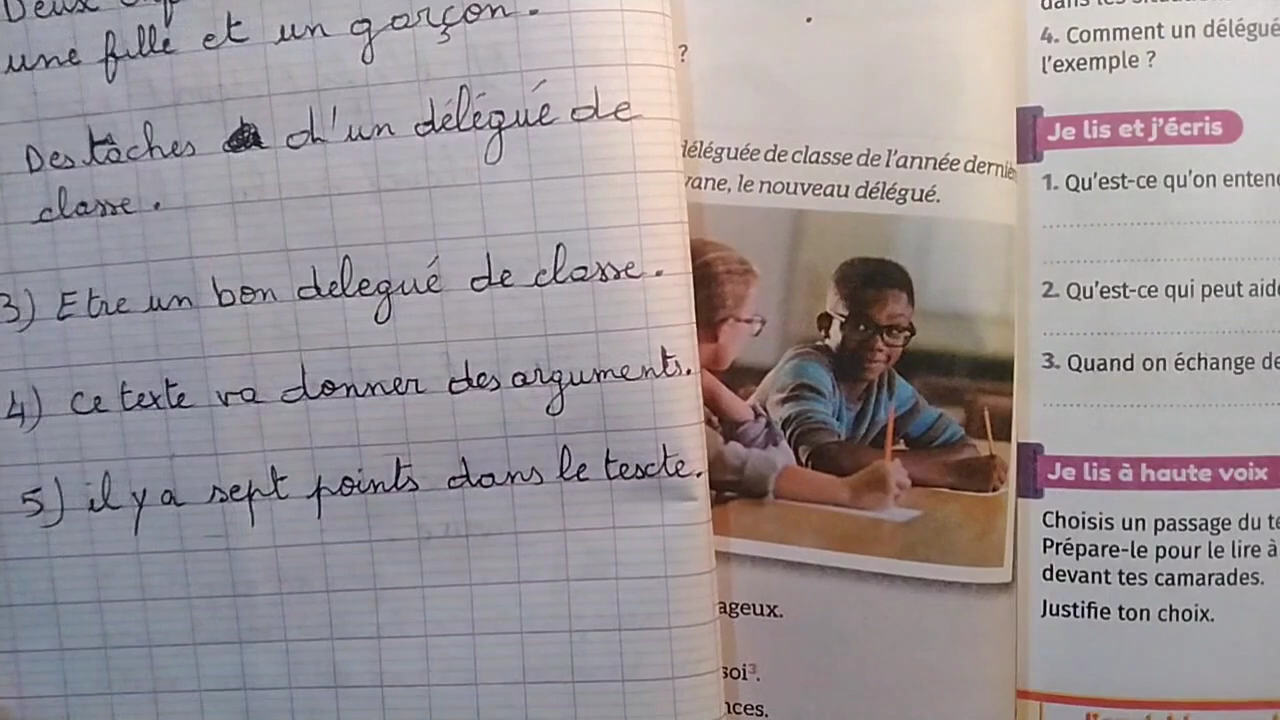 Deux
une fille et un garçon.
Des tâches d'un délégué de
classe.
3) Etre un bon delegué de classe.
4) Ce texte va donner des arguments.
5) il y a sept points dans le texcte.
?
déléguée de classe de l'année dernière
le nouveau délégué.
ageux.
soi³.
nces.
4. Comment un délégué
l'exemple ?
Je lis et j'écris
1. Qu'est-ce qu'on entend
2. Qu'est-ce qui peut aide
3. Quand on échange de
Je lis à haute voix
Choisis un passage du te
Prépare-le pour le lire à
devant tes camarades.
Justifie ton choix.